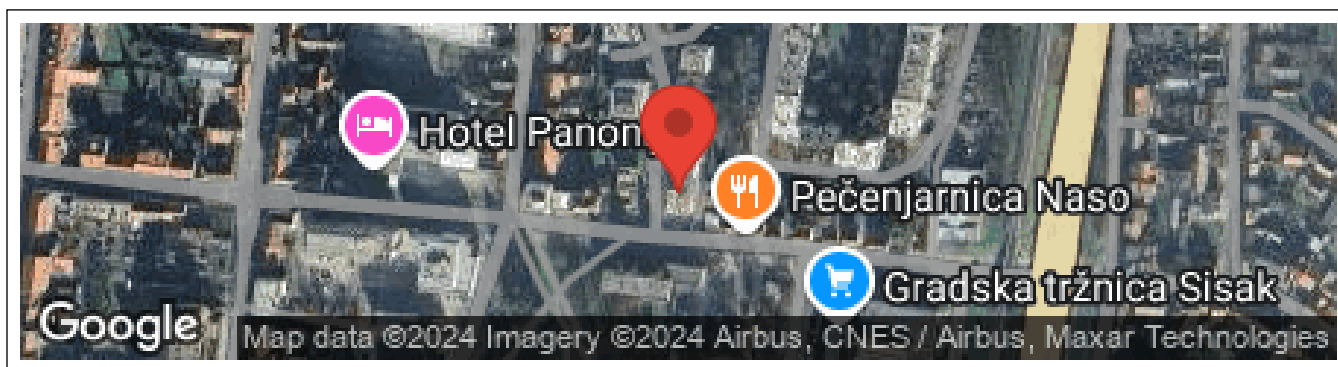 Hotel Panon
Pečenjarnica Naso
Gradska tržnica Sisak
Google
Map data ©2024 Imagery ©2024 Airbus, CNES / Airbus, Maxar Technologies